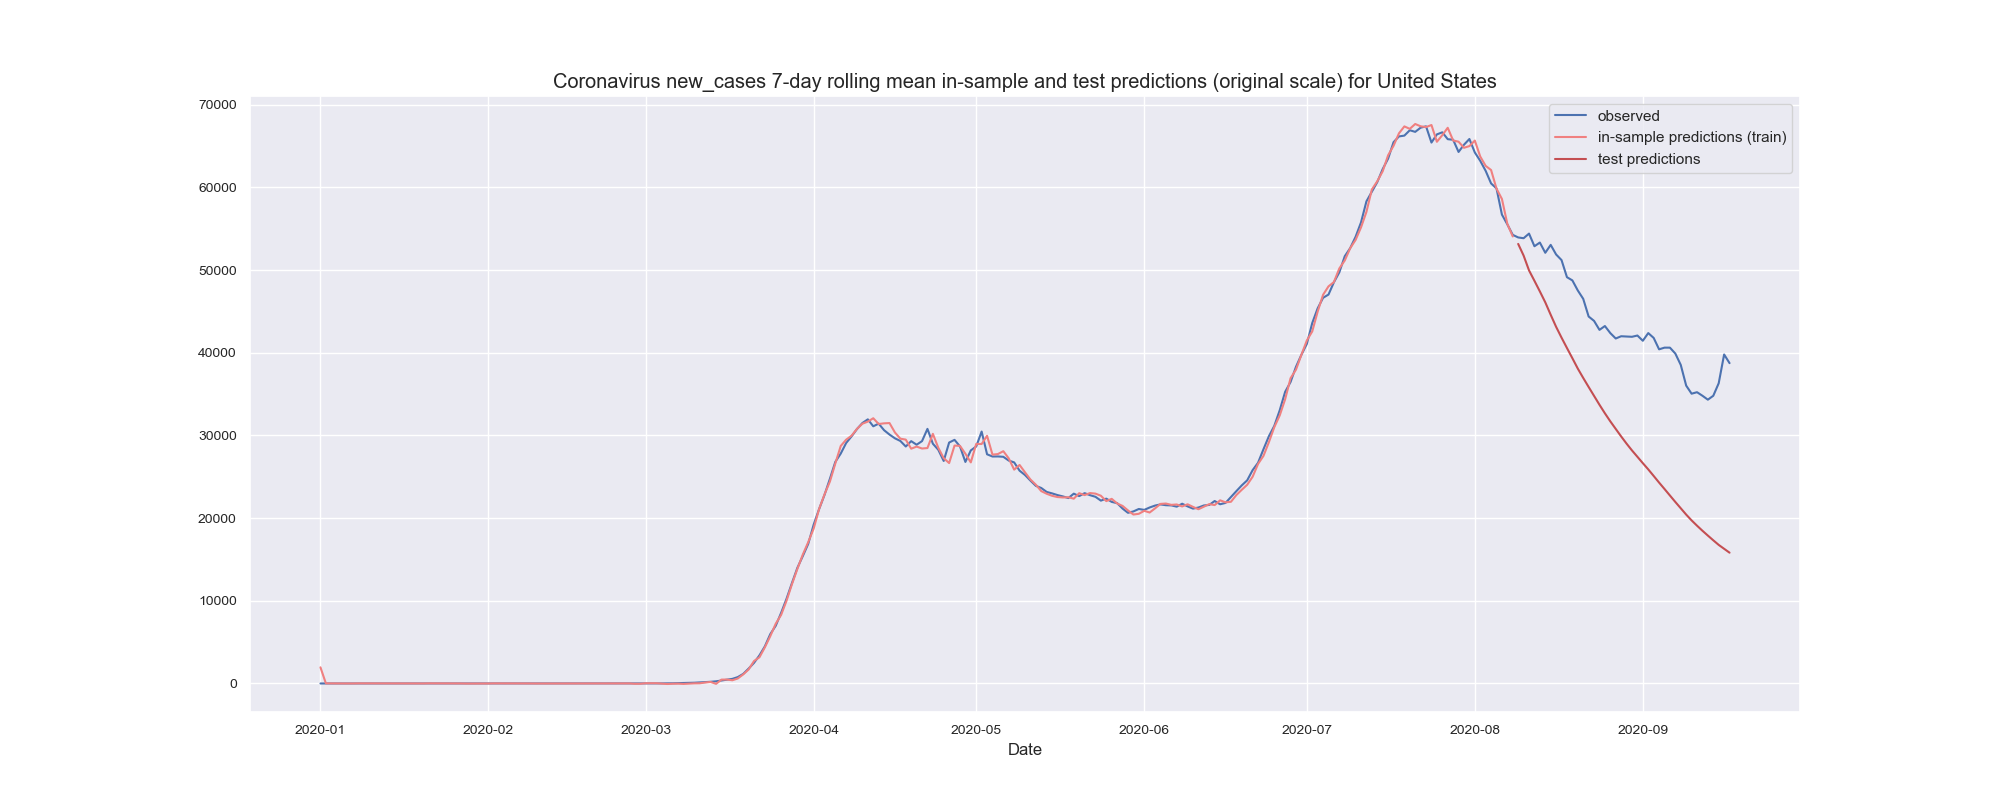 Coronavirus new_cases 7-day rolling mean in-sample and test predictions (original scale) for United States
observed
in-sample predictions (train)
test predictions
70000
60000
50000
40000
30000
20000
10000
0
2020-01 2020-02 2020-03 2020-04 2020-05 2020-06 2020-07 2020-08 2020-09
Date